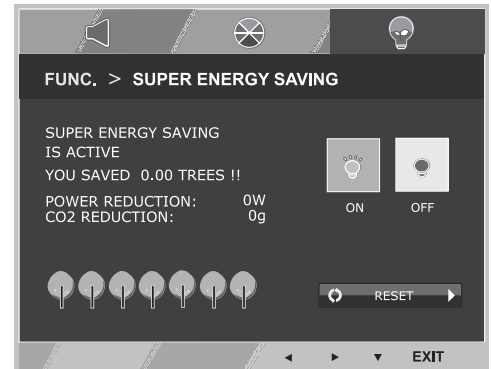 FUNC. > SUPER ENERGY SAVING
SUPER ENERGY SAVING
IS ACTIVE
YOU SAVED 0.00 TREES !!
POWER REDUCTION: 0W
CO2 REDUCTION: 0g
ON OFF
RESET
EXIT